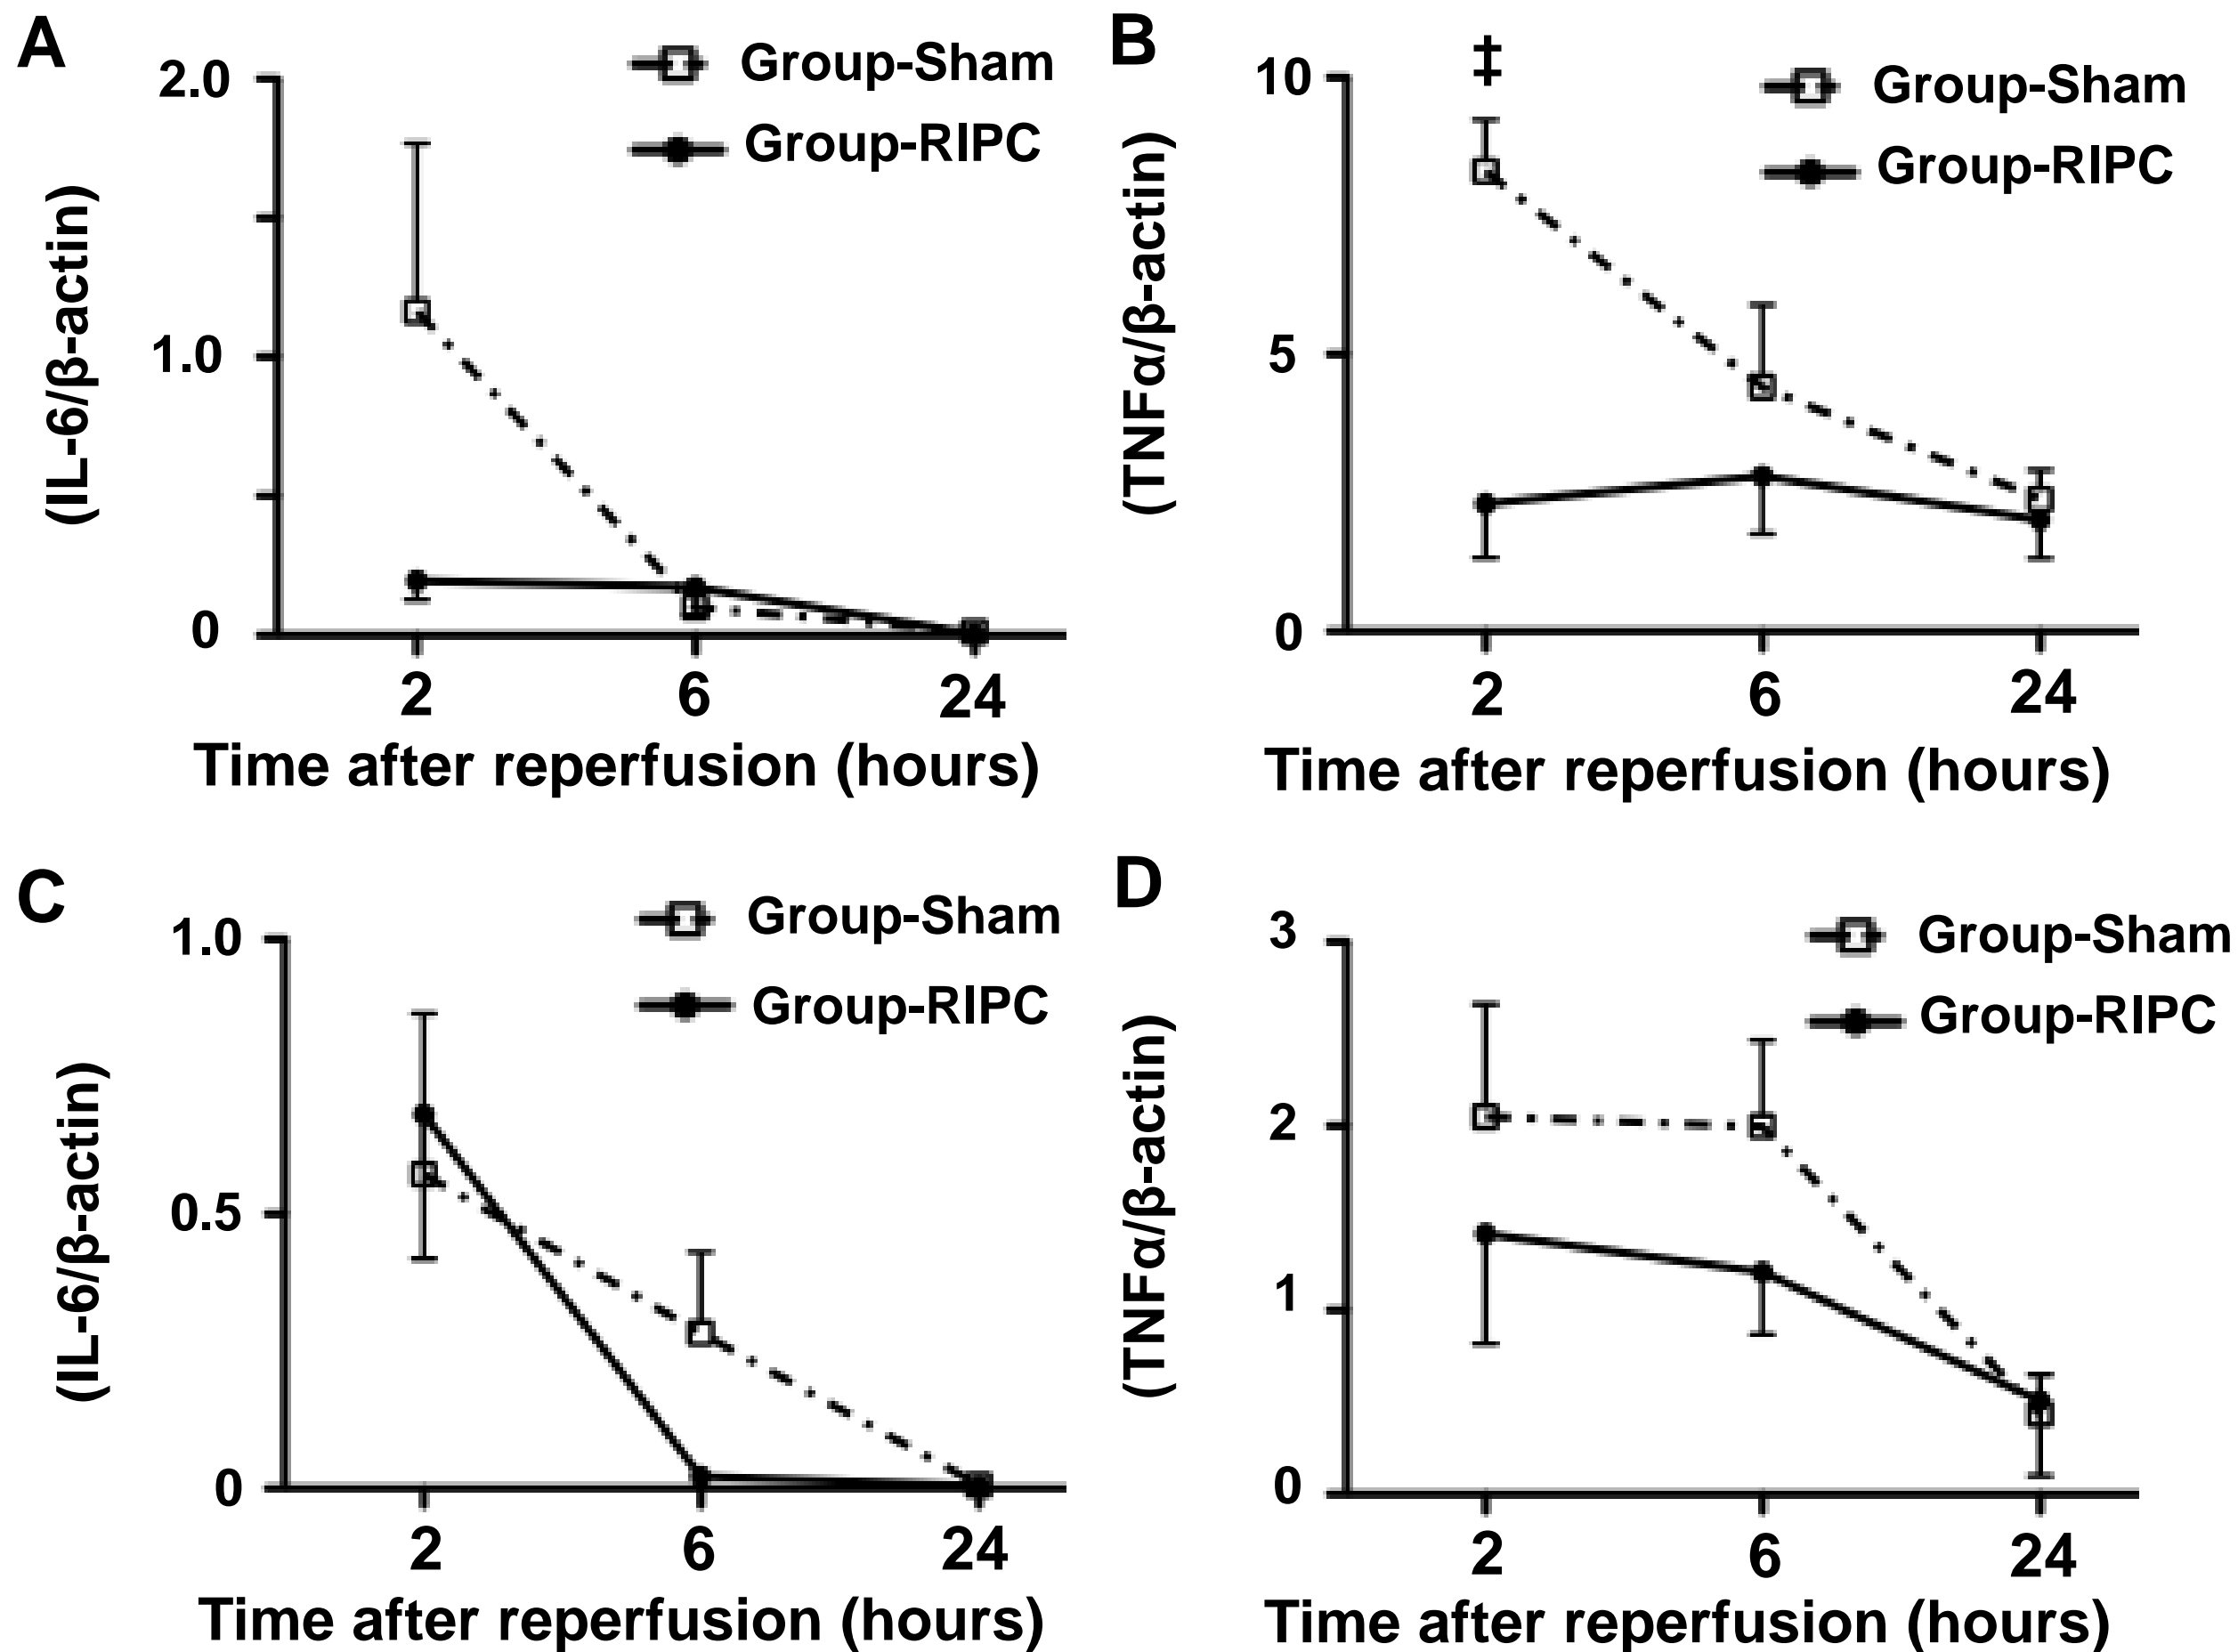 A
2.0
1.0
0
(IL-6/β-actin)
Group-Sham
Group-RIPC
2 6 24
Time after reperfusion (hours)
B
‡
10
5
0
(TNFα/β-actin)
Group-Sham
Group-RIPC
2 6 24
Time after reperfusion (hours)
C
1.0
0.5
0
(IL-6/β-actin)
Group-Sham
Group-RIPC
2 6 24
Time after reperfusion (hours)
D
3
2
1
0
(TNFα/β-actin)
Group-Sham
Group-RIPC
2 6 24
Time after reperfusion (hours)